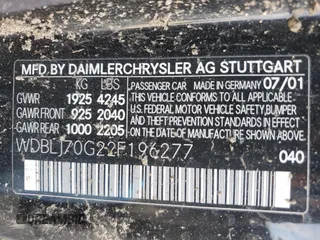 MFD.BY DAIMLERCHRYSLER AG STUTTGART
KG LBS
GVWR 1925 4245
GAWR FRONT 925 2040
GAWR REAR 1000 2205
PASSENGER CAR MADE IN GERMANY 07/01
THIS VEHICLE CONFORMS TO ALL APPLICABLE
U.S. FEDERAL MOTOR VEHICLE SAFETY, BUMPER
AND THEFT PREVENTION STANDARDS IN
EFFECT ON THE DATE OF MANUFACTURE
SHOWN ABOVE.
WDBLJ70G22F196277
040